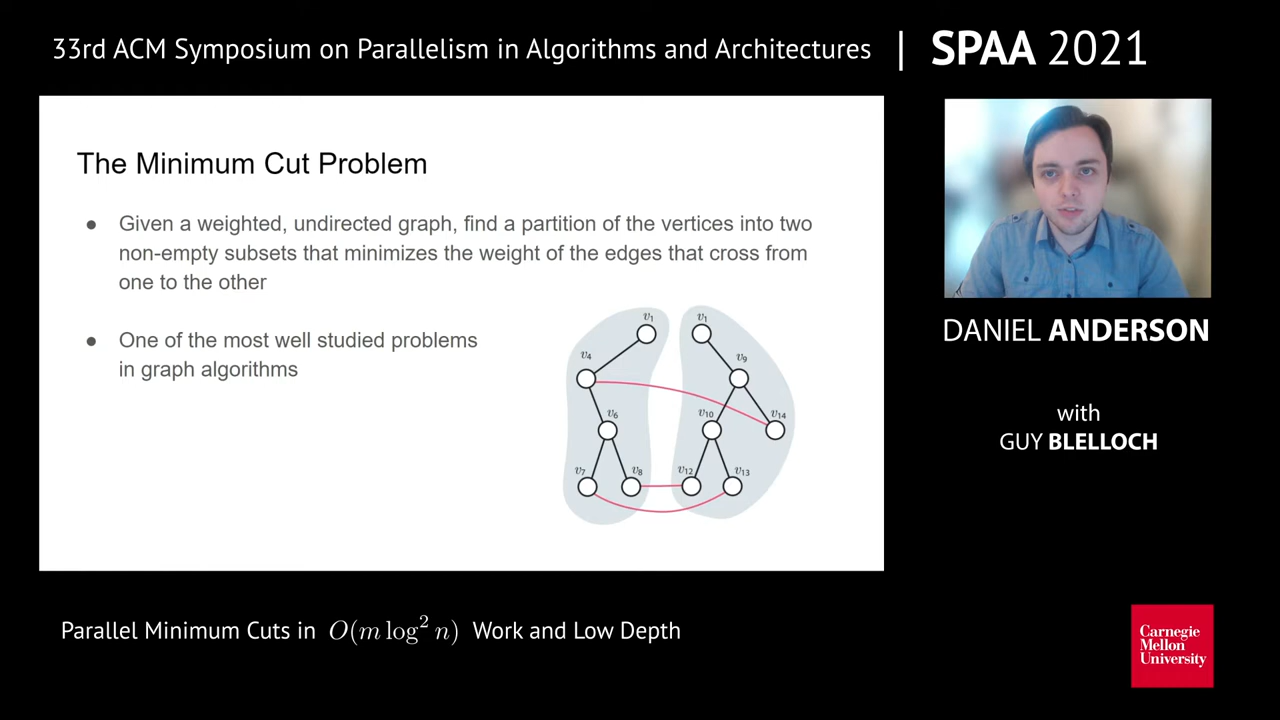 33rd ACM Symposium on Parallelism in Algorithms and Architectures | SPAA 2021
The Minimum Cut Problem
● Given a weighted, undirected graph, find a partition of the vertices into two
non-empty subsets that minimizes the weight of the edges that cross from
one to the other
● One of the most well studied problems
in graph algorithms
v1 v1
v4 v9
v6 v10 v14
v7 v8 v12 v13
DANIEL ANDERSON
with
GUY BLELLOCH
Parallel Minimum Cuts in O(m log² n) Work and Low Depth
Carnegie
Mellon
University